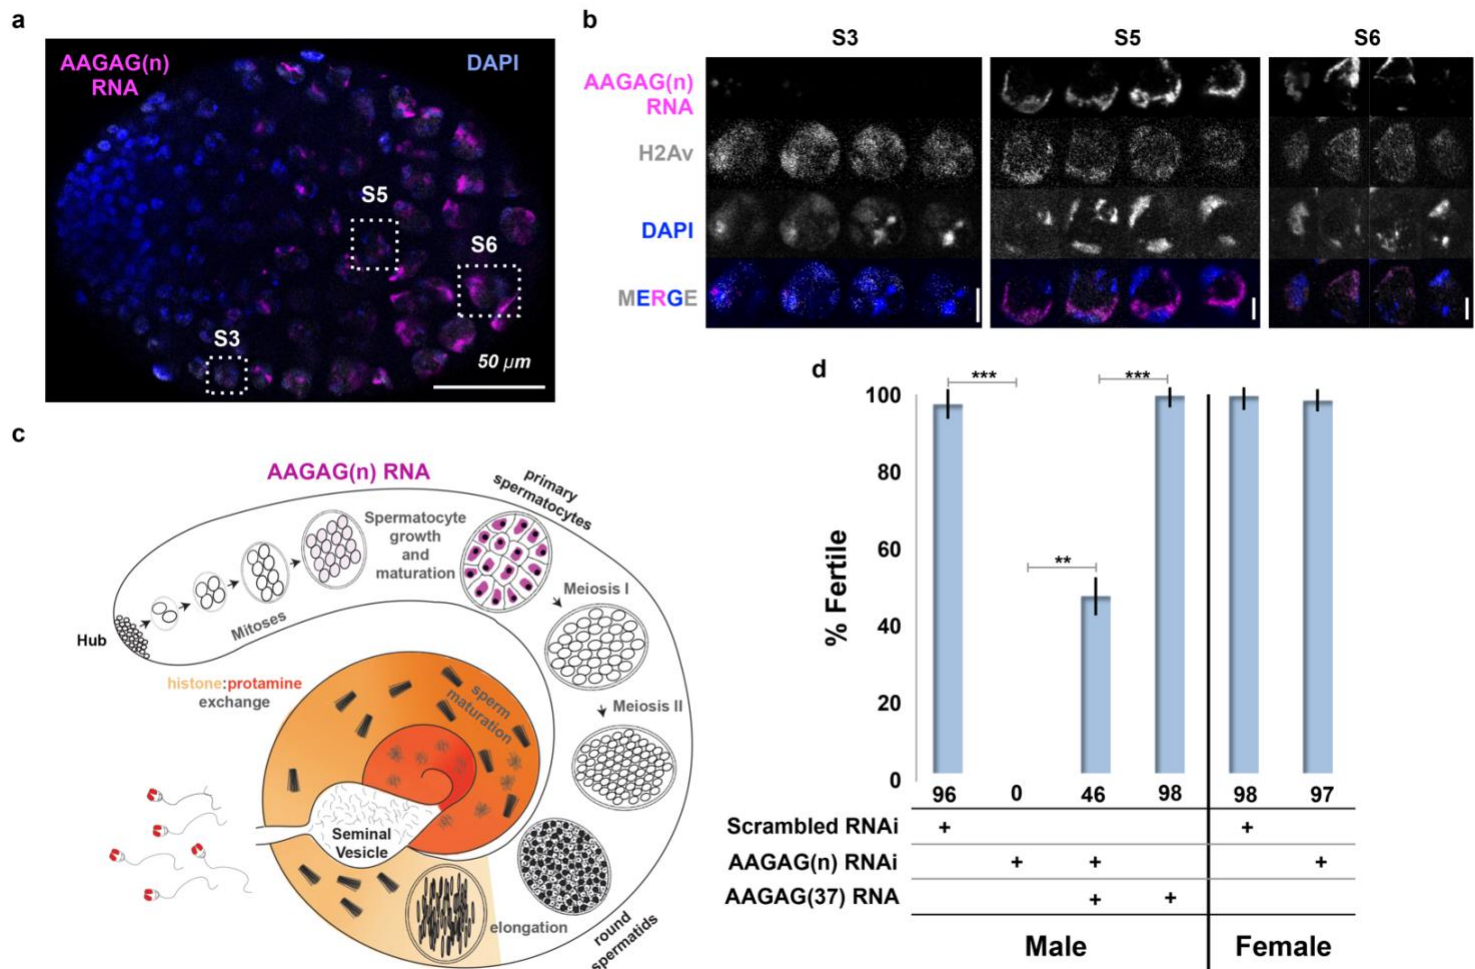 a
AAGAG(n)
RNA
DAPI
S5
S6
S3
50 μm
b
S3
S5
S6
AAGAG(n)
RNA
H2Av
DAPI
MERGE
c
AAGAG(n) RNA
primary
spermatocytes
Spermatocyte
growth
and
maturation
Meiosis I
Mitoses
Hub
histone:protamine
exchange
sperm
maturation
Meiosis II
Seminal
Vesicle
elongation
round
spermatids
d
***
***
**
% Fertile
100
80
60
40
20
0
96 0 46 98 98 97
Scrambled RNAi + +
AAGAG(n) RNAi + + +
AAGAG(37) RNA + +
Male Female